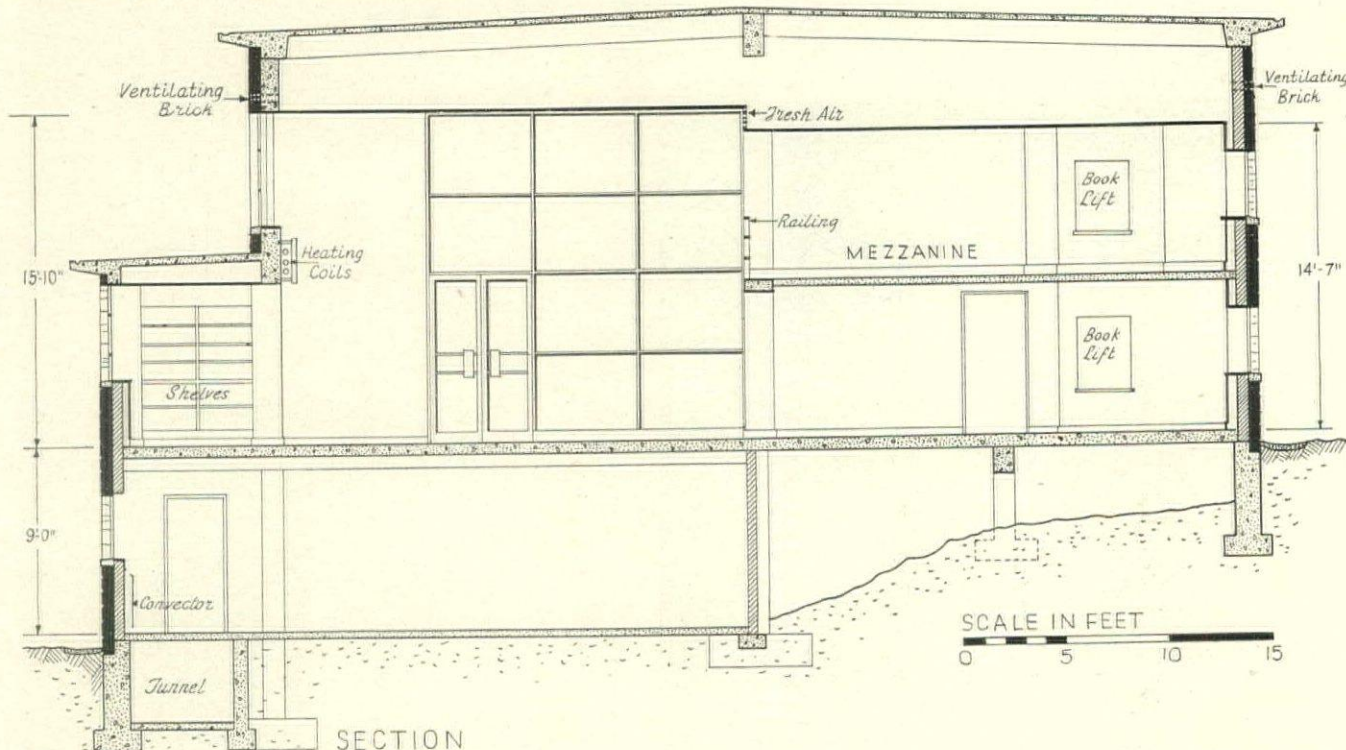 Ventilating
Brick
Ventilating
Brick
Fresh Air
Book
Lift
Railing
MEZZANINE
Heating
Coils
15'-10"
14'-7"
Book
Lift
Shelves
9'-0"
Convector
SCALE IN FEET
0 5 10 15
Tunnel
SECTION